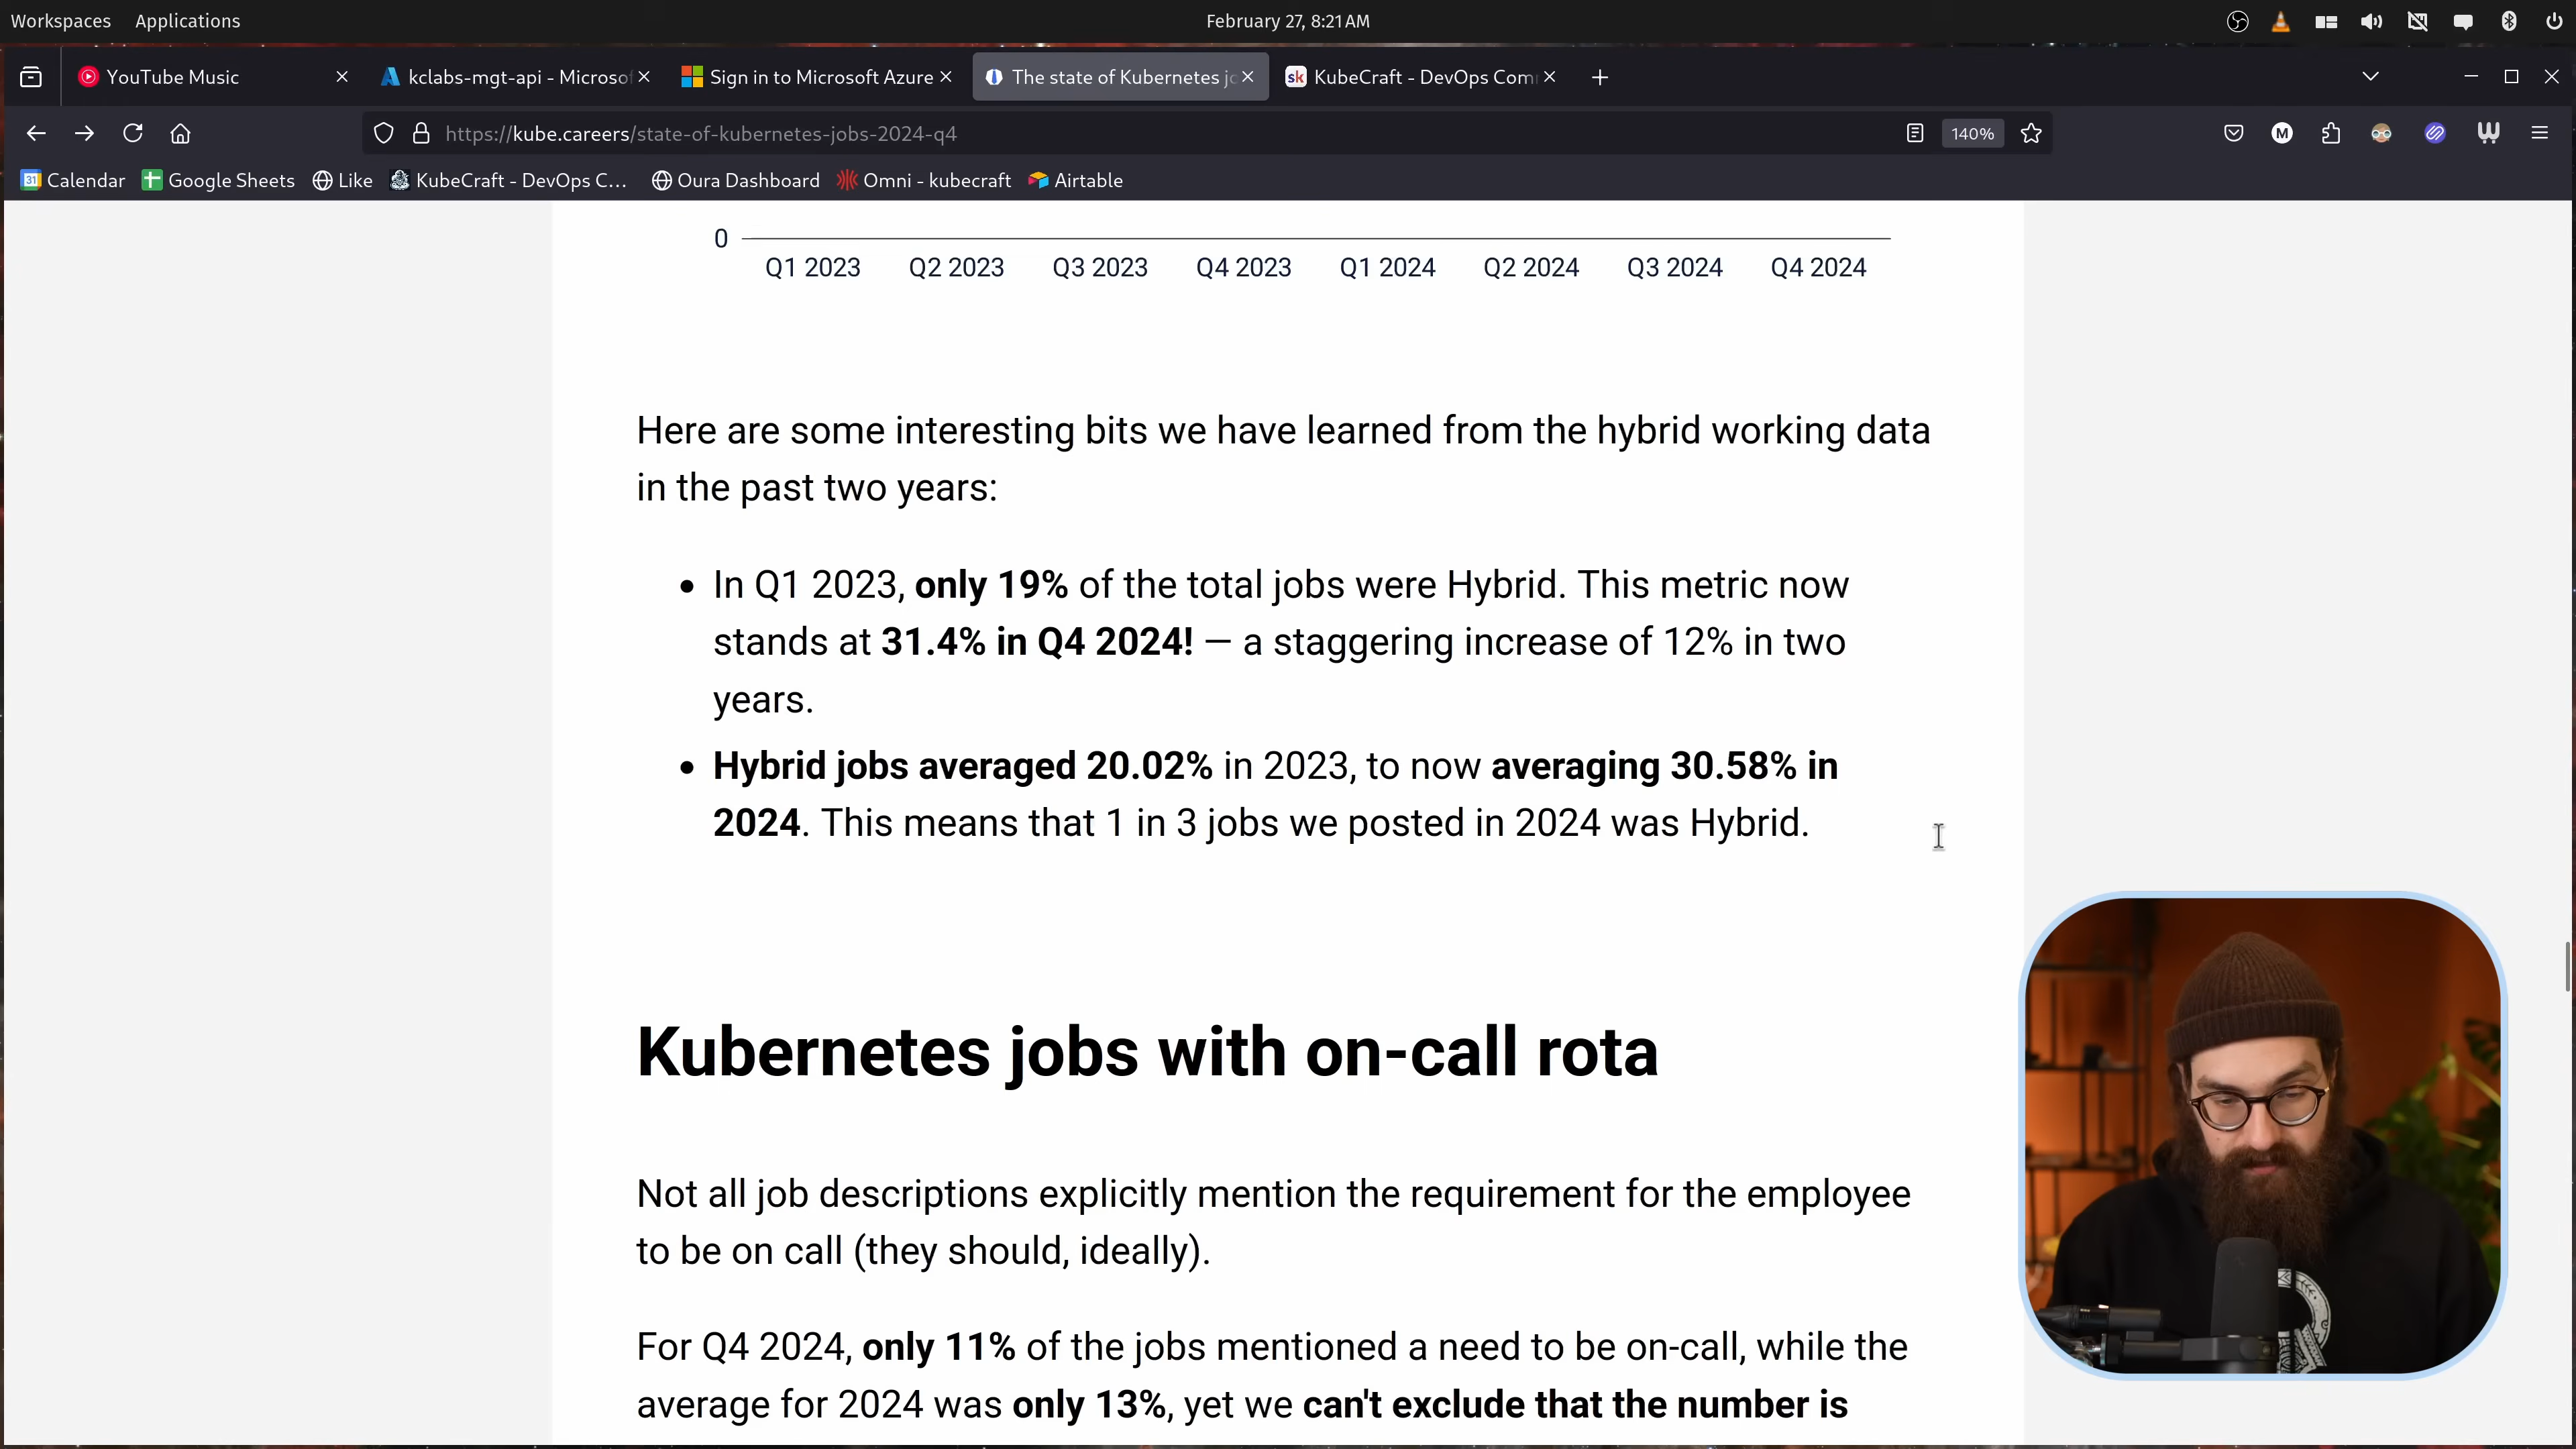 Workspaces Applications February 27, 8:21 AM
YouTube Music kclabs-mgt-api - Microsof Sign in to Microsoft Azure The state of Kubernetes jo KubeCraft - DevOps Com
https://kube.careers/state-of-kubernetes-jobs-2024-q4 140% M
31 Calendar Google Sheets Like KubeCraft - DevOps C... Oura Dashboard Omni - kubecraft Airtable
0
Q1 2023 Q2 2023 Q3 2023 Q4 2023 Q1 2024 Q2 2024 Q3 2024 Q4 2024
Here are some interesting bits we have learned from the hybrid working data
in the past two years:
• In Q1 2023, only 19% of the total jobs were Hybrid. This metric now
stands at 31.4% in Q4 2024! — a staggering increase of 12% in two
years.
• Hybrid jobs averaged 20.02% in 2023, to now averaging 30.58% in
2024. This means that 1 in 3 jobs we posted in 2024 was Hybrid.
Kubernetes jobs with on-call rota
Not all job descriptions explicitly mention the requirement for the employee
to be on call (they should, ideally).
For Q4 2024, only 11% of the jobs mentioned a need to be on-call, while the
average for 2024 was only 13%, yet we can't exclude that the number is